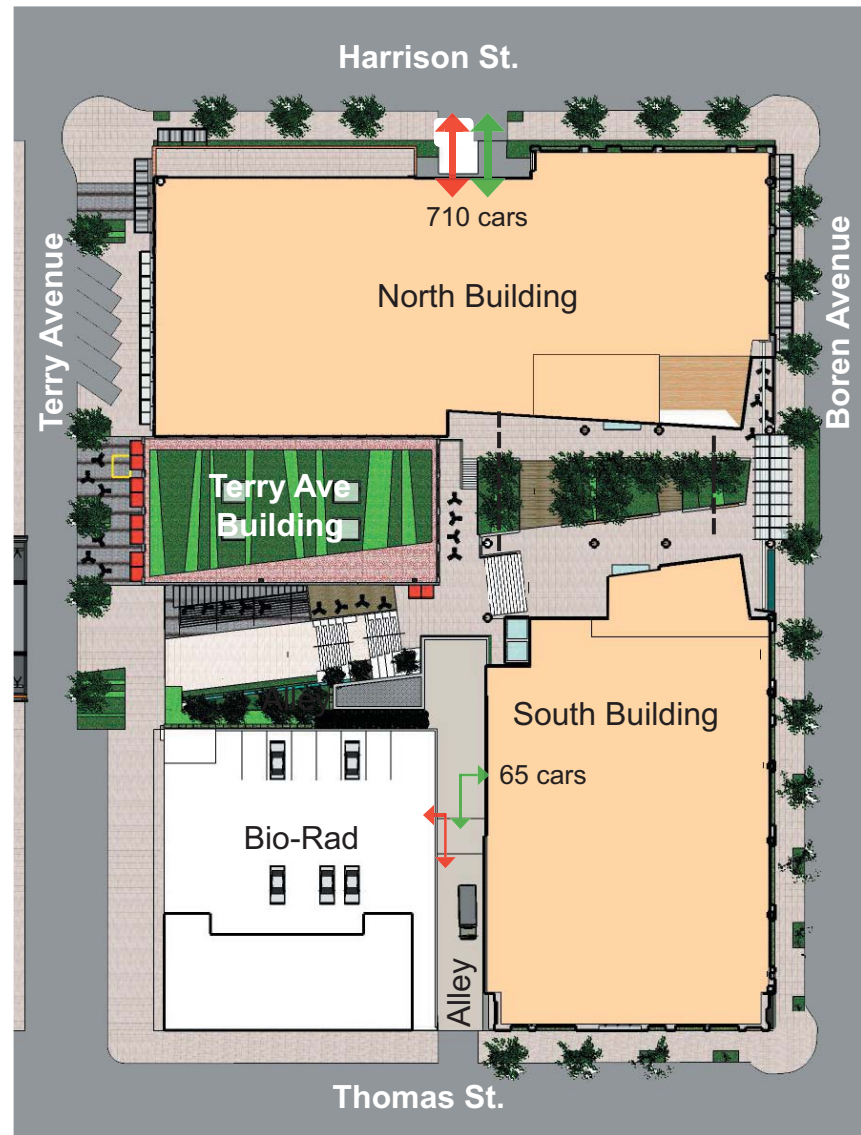 Harrison St.
710 cars
North Building
Terry Avenue
Boren Avenue
Terry Ave
Building
Alley
South Building
65 cars
Bio-Rad
Alley
Thomas St.